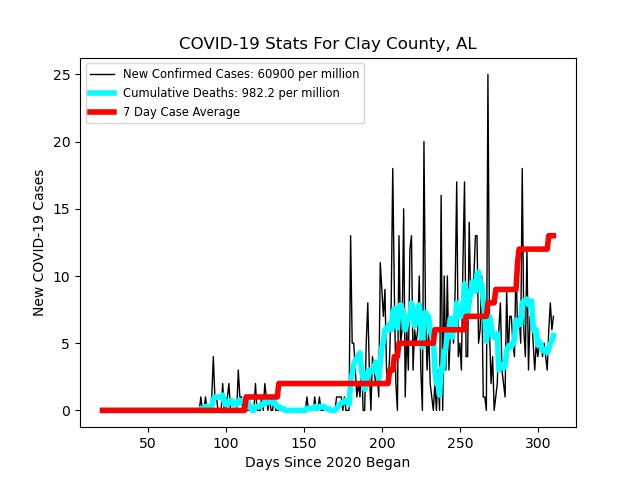 COVID-19 Stats For Clay County, AL
New Confirmed Cases: 60900 per million
Cumulative Deaths: 982.2 per million
7 Day Case Average
New COVID-19 Cases
25
20
15
10
5
0
50
100
150
200
250
300
Days Since 2020 Began